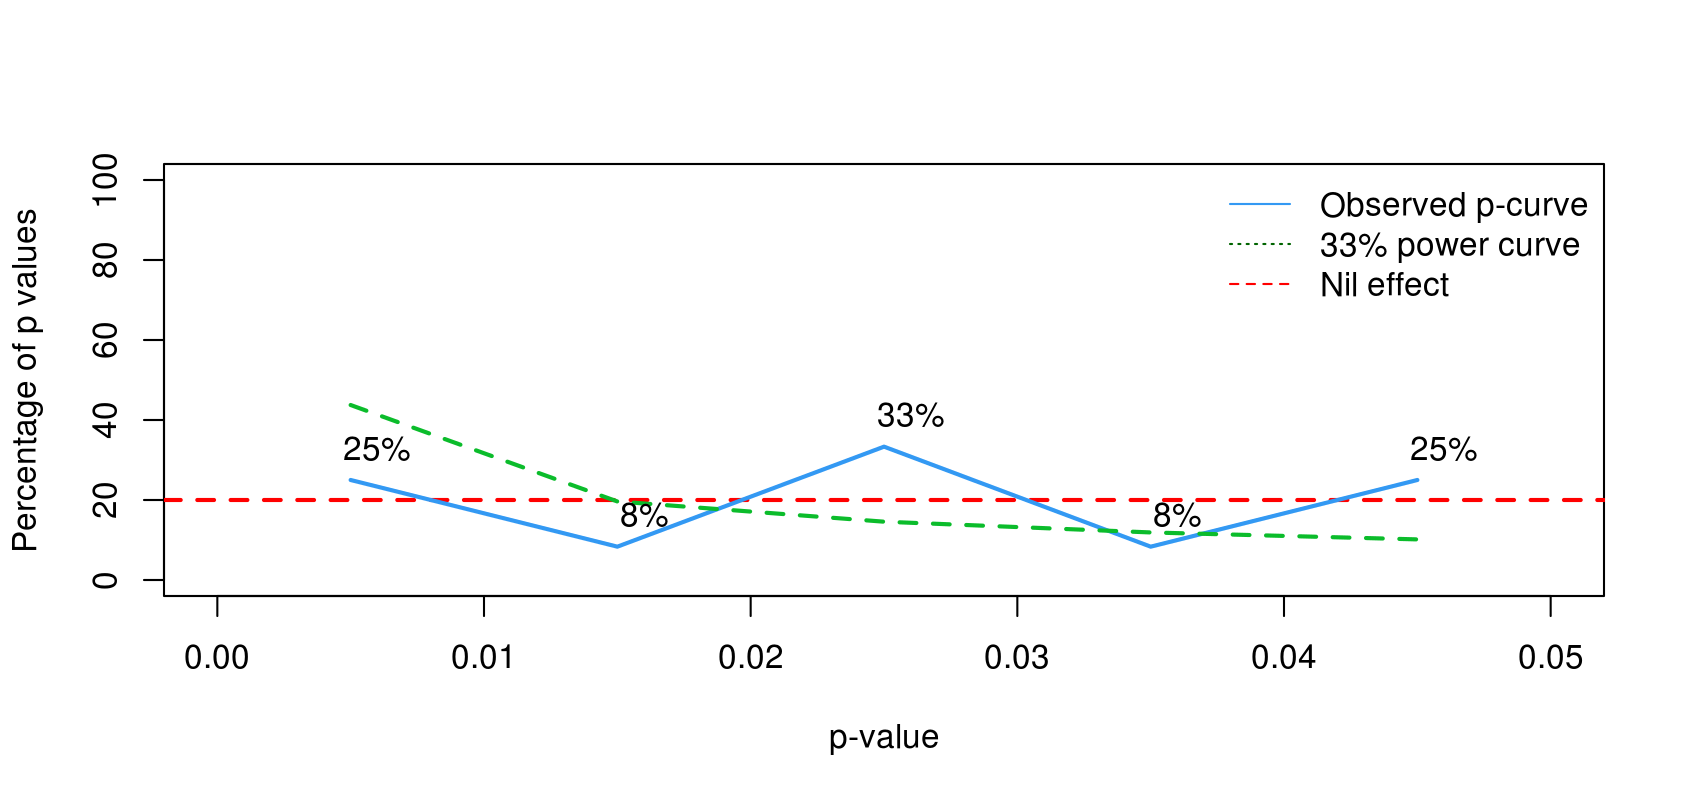 Percentage of p values
100
80
60
40
20
0
Observed p-curve
33% power curve
Nil effect
25%
8%
33%
8%
25%
0.00 0.01 0.02 0.03 0.04 0.05
p-value